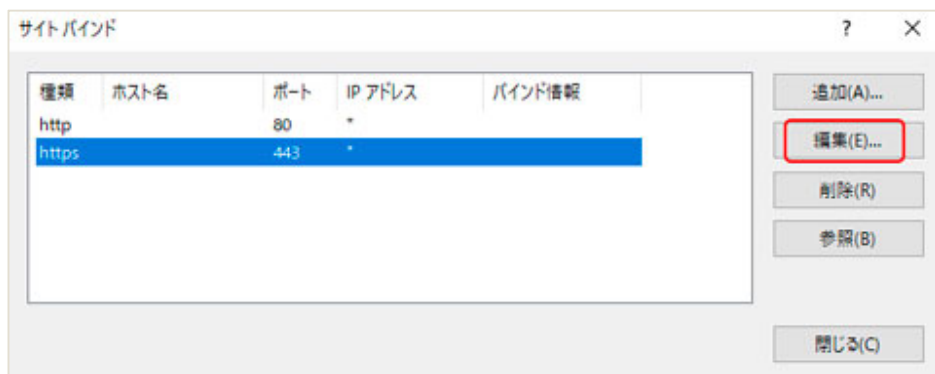 サイト バインド ? ×
種類 ホスト名 ポート IP アドレス バインド情報
http 80 *
https 443 *
追加(A)...
編集(E)...
削除(R)
参照(B)
閉じる(C)